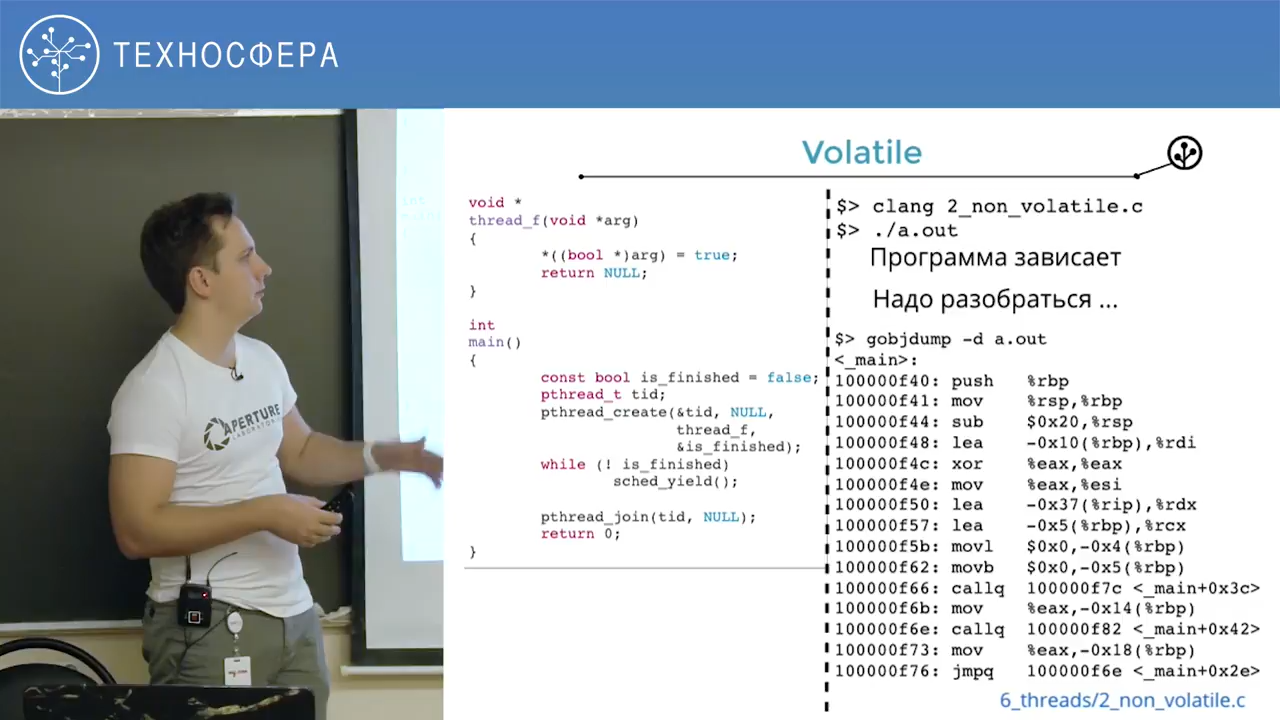 ТЕХНОСФЕРА
APERTURE
Volatile
void *
thread_f(void *arg)
{
*((bool *)arg) = true;
return NULL;
}
int
main()
{
const bool is_finished = false;
pthread_t tid;
pthread_create(&tid, NULL,
thread_f,
&is_finished);
while (! is_finished)
sched_yield();
pthread_join(tid, NULL);
return 0;
}
$> clang 2_non_volatile.c
$> ./a.out
Программа зависает
Надо разобраться ...
$> gobjdump -d a.out
<_main>:
100000f40: push %rbp
100000f41: mov %rsp,%rbp
100000f44: sub $0x20,%rsp
100000f48: lea -0x10(%rbp),%rdi
100000f4c: xor %eax,%eax
100000f4e: mov %eax,%esi
100000f50: lea -0x37(%rip),%rdx
100000f57: lea -0x5(%rbp),%rcx
100000f5b: movl $0x0,-0x4(%rbp)
100000f62: movb $0x0,-0x5(%rbp)
100000f66: callq 100000f7c <_main+0x3c>
100000f6b: mov %eax,-0x14(%rbp)
100000f6e: callq 100000f82 <_main+0x42>
100000f73: mov %eax,-0x18(%rbp)
100000f76: jmpq 100000f6e <_main+0x2e>
6_threads/2_non_volatile.c